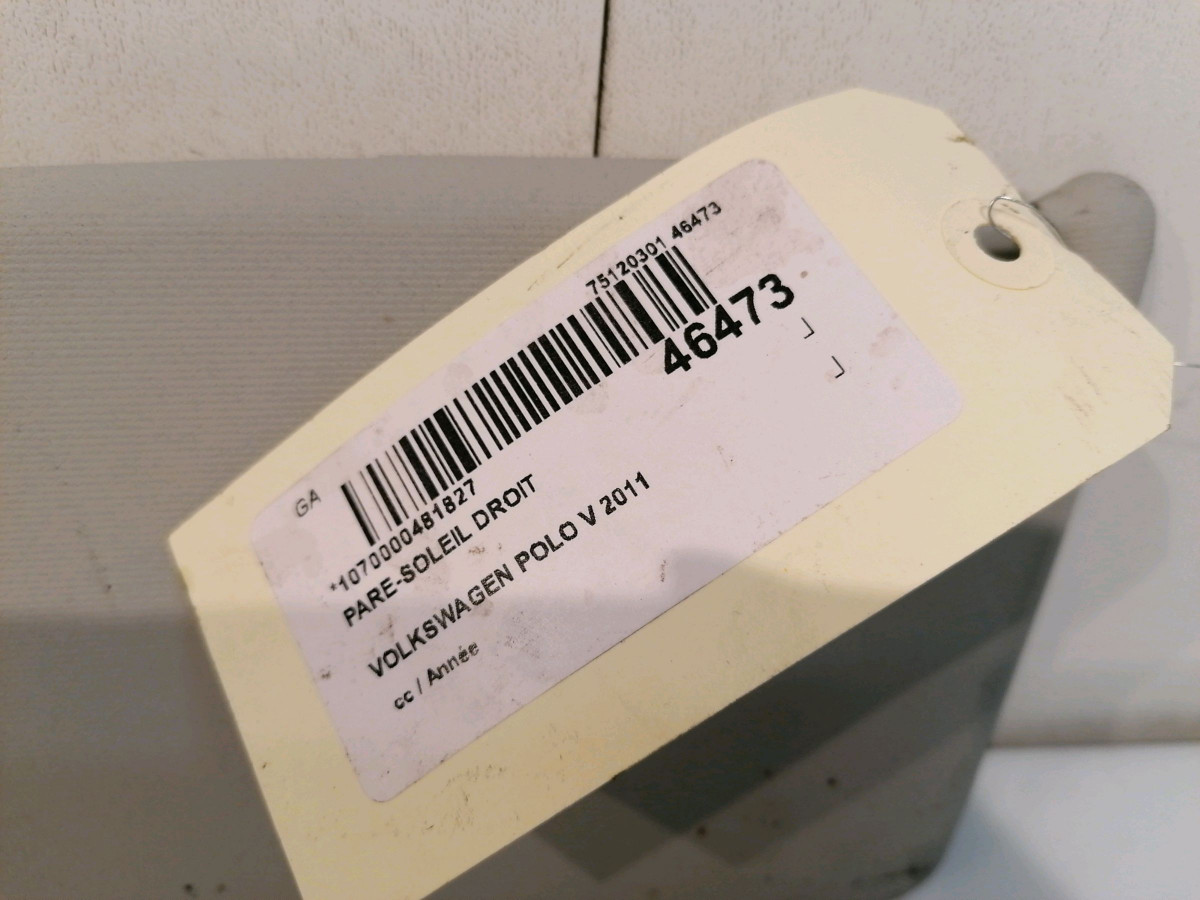 75120301 46473
46473
GA
*1070000481827
PARE-SOLEIL DROIT
VOLKSWAGEN POLO V 2011
cc / Année